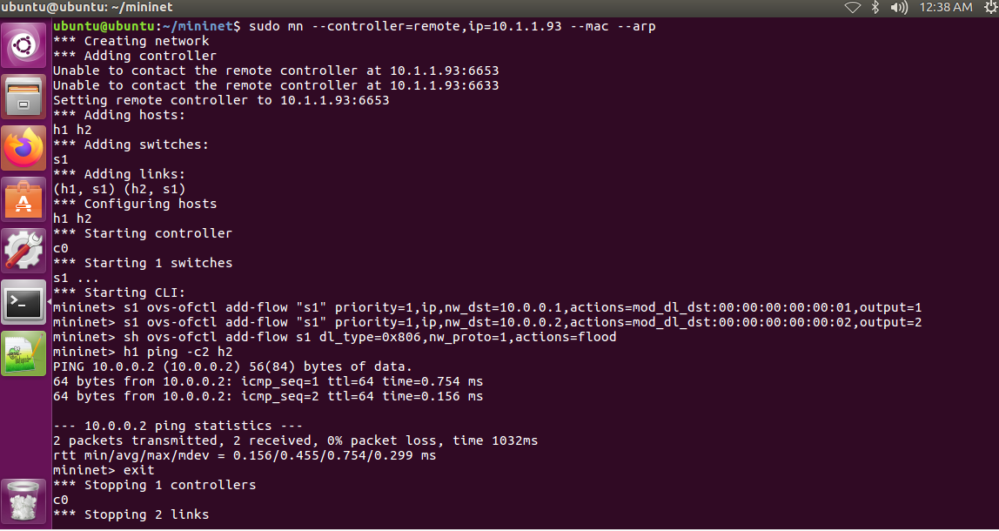 ubuntu@ubuntu: ~/mininet
12:38 AM
ubuntu@ubuntu:~/mininet$ sudo mn --controller=remote,ip=10.1.1.93 --mac --arp
*** Creating network
*** Adding controller
Unable to contact the remote controller at 10.1.1.93:6653
Unable to contact the remote controller at 10.1.1.93:6633
Setting remote controller to 10.1.1.93:6653
*** Adding hosts:
h1 h2
*** Adding switches:
s1
*** Adding links:
(h1, s1) (h2, s1)
*** Configuring hosts
h1 h2
*** Starting controller
c0
*** Starting 1 switches
s1 ...
*** Starting CLI:
mininet> s1 ovs-ofctl add-flow "s1" priority=1,ip,nw_dst=10.0.0.1,actions=mod_dl_dst:00:00:00:00:00:01,output=1
mininet> s1 ovs-ofctl add-flow "s1" priority=1,ip,nw_dst=10.0.0.2,actions=mod_dl_dst:00:00:00:00:00:02,output=2
mininet> sh ovs-ofctl add-flow s1 dl_type=0x806,nw_proto=1,actions=flood
mininet> h1 ping -c2 h2
PING 10.0.0.2 (10.0.0.2) 56(84) bytes of data.
64 bytes from 10.0.0.2: icmp_seq=1 ttl=64 time=0.754 ms
64 bytes from 10.0.0.2: icmp_seq=2 ttl=64 time=0.156 ms
--- 10.0.0.2 ping statistics ---
2 packets transmitted, 2 received, 0% packet loss, time 1032ms
rtt min/avg/max/mdev = 0.156/0.455/0.754/0.299 ms
mininet> exit
*** Stopping 1 controllers
c0
*** Stopping 2 links